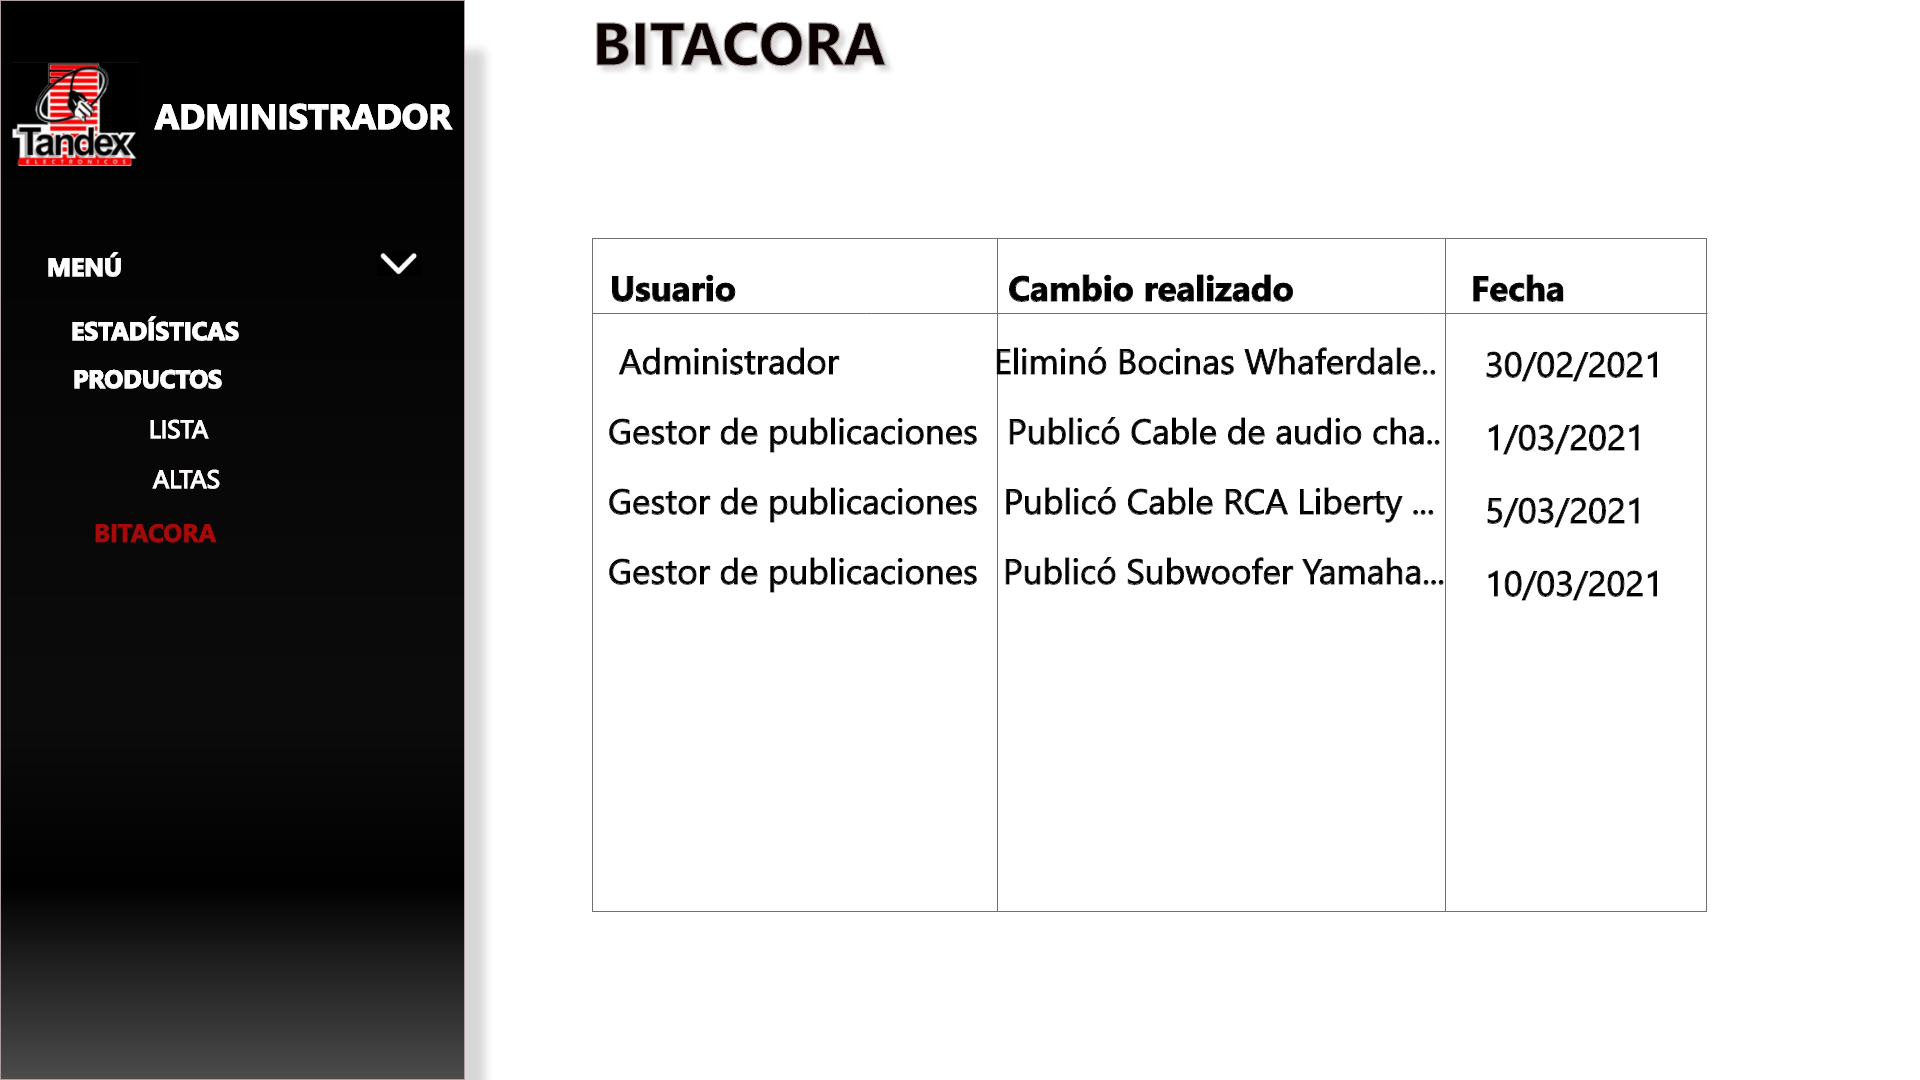 BITACORA
Tandex
ELECTRONICOS
ADMINISTRADOR
MENÚ
ESTADÍSTICAS
PRODUCTOS
LISTA
ALTAS
BITACORA
Usuario Cambio realizado Fecha
Administrador Eliminó Bocinas Whaferdale.. 30/02/2021
Gestor de publicaciones Publicó Cable de audio cha.. 1/03/2021
Gestor de publicaciones Publicó Cable RCA Liberty ... 5/03/2021
Gestor de publicaciones Publicó Subwoofer Yamaha... 10/03/2021